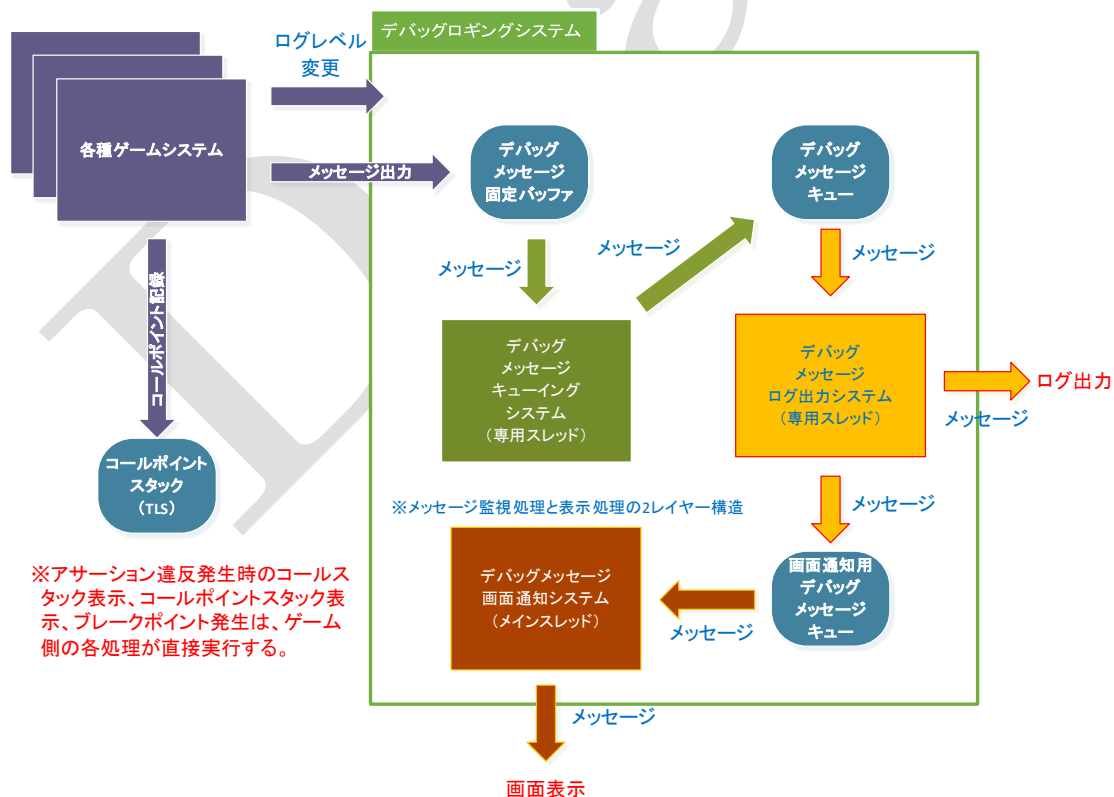 デバッグロギングシステム
ログレベル
変更
各種ゲームシステム
メッセージ出力
デバッグ
メッセージ
固定バッファ
デバッグ
メッセージ
キュー
メッセージ
メッセージ
メッセージ
コールポイント記録
デバッグ
メッセージ
キューイング
システム
(専用スレッド)
デバッグ
メッセージ
ログ出力システム
(専用スレッド)
ログ出力
メッセージ
コールポイント
スタック
(TLS)
※メッセージ監視処理と表示処理の2レイヤー構造
メッセージ
※アサーション違反発生時のコールス
タック表示、コールポイントスタック表
示、ブレークポイント発生は、ゲーム
側の各処理が直接実行する。
デバッグメッセージ
画面通知システム
(メインスレッド)
画面通知用
デバッグ
メッセージ
キュー
メッセージ
メッセージ
画面表示